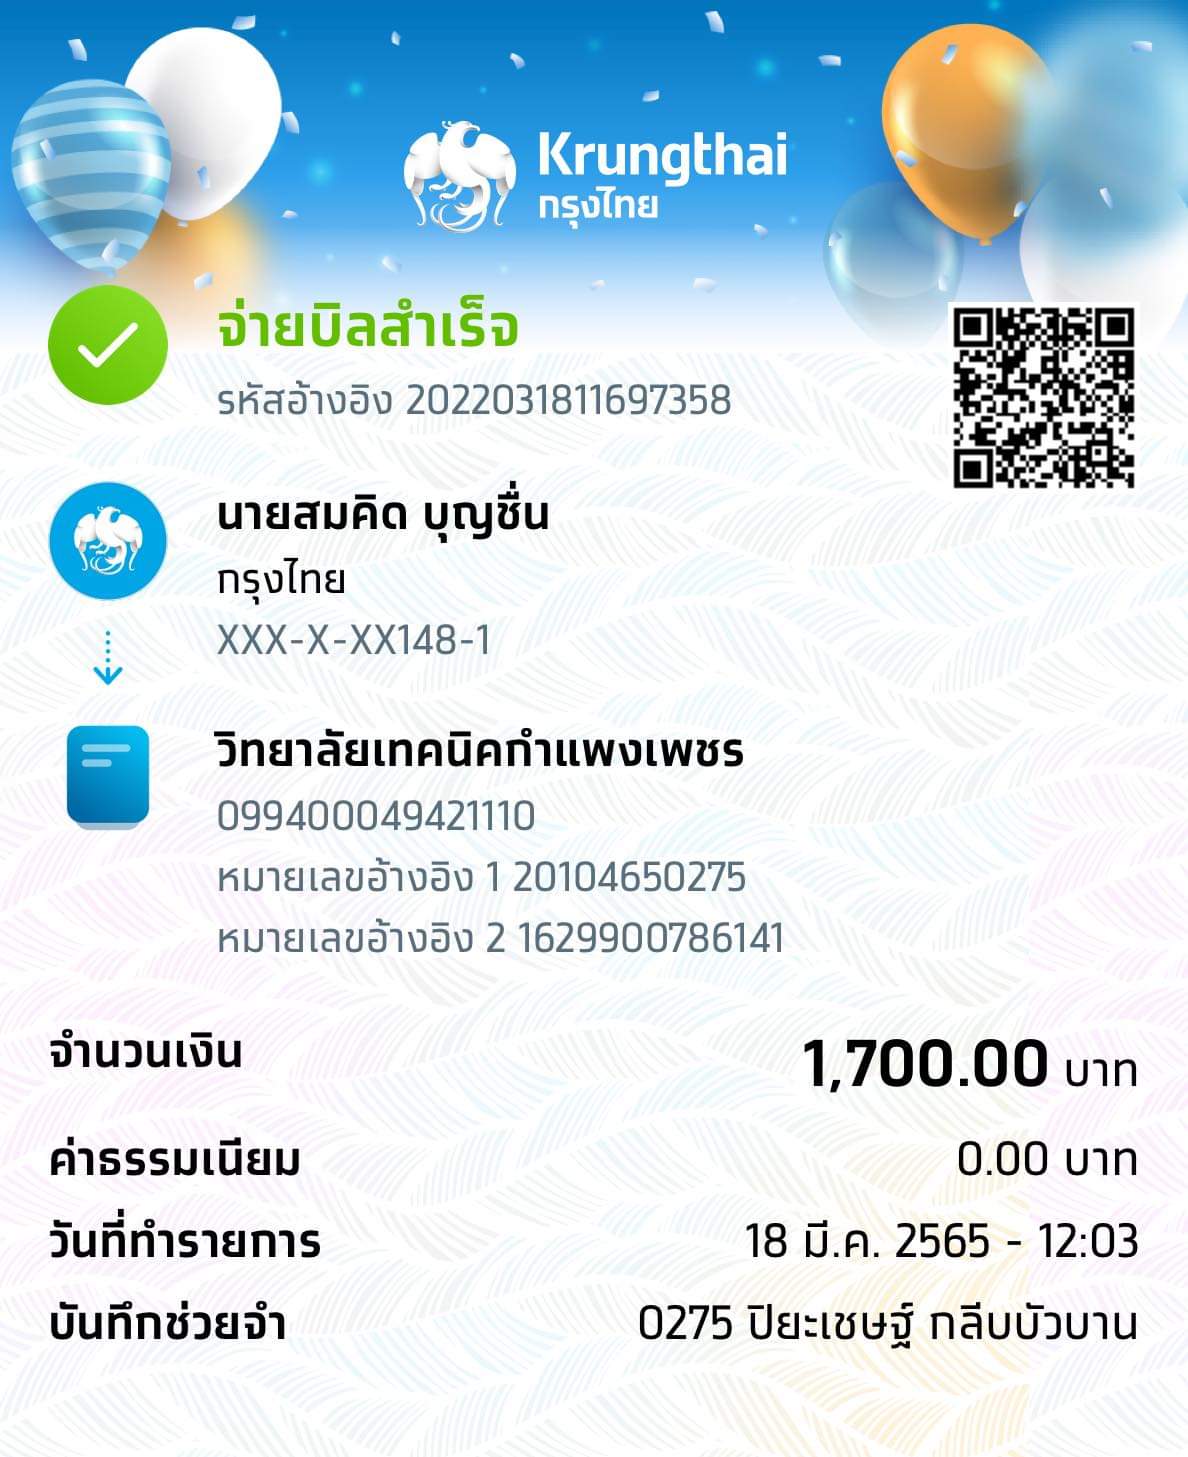 Krungthai
กรุงไทย
จ่ายบิลสำเร็จ
รหัสอ้างอิง 2022031811697358
นายสมคิด บุญชื่น
กรุงไทย
XXX-X-XX148-1
วิทยาลัยเทคนิคกำแพงเพชร
099400049421110
หมายเลขอ้างอิง 1 20104650275
หมายเลขอ้างอิง 2 1629900786141
จำนวนเงิน 1,700.00 บาท
ค่าธรรมเนียม 0.00 บาท
วันที่ทำรายการ 18 มี.ค. 2565 - 12:03
บันทึกช่วยจำ 0275 ปิยะเชษฐ์ กลีบบัวบาน